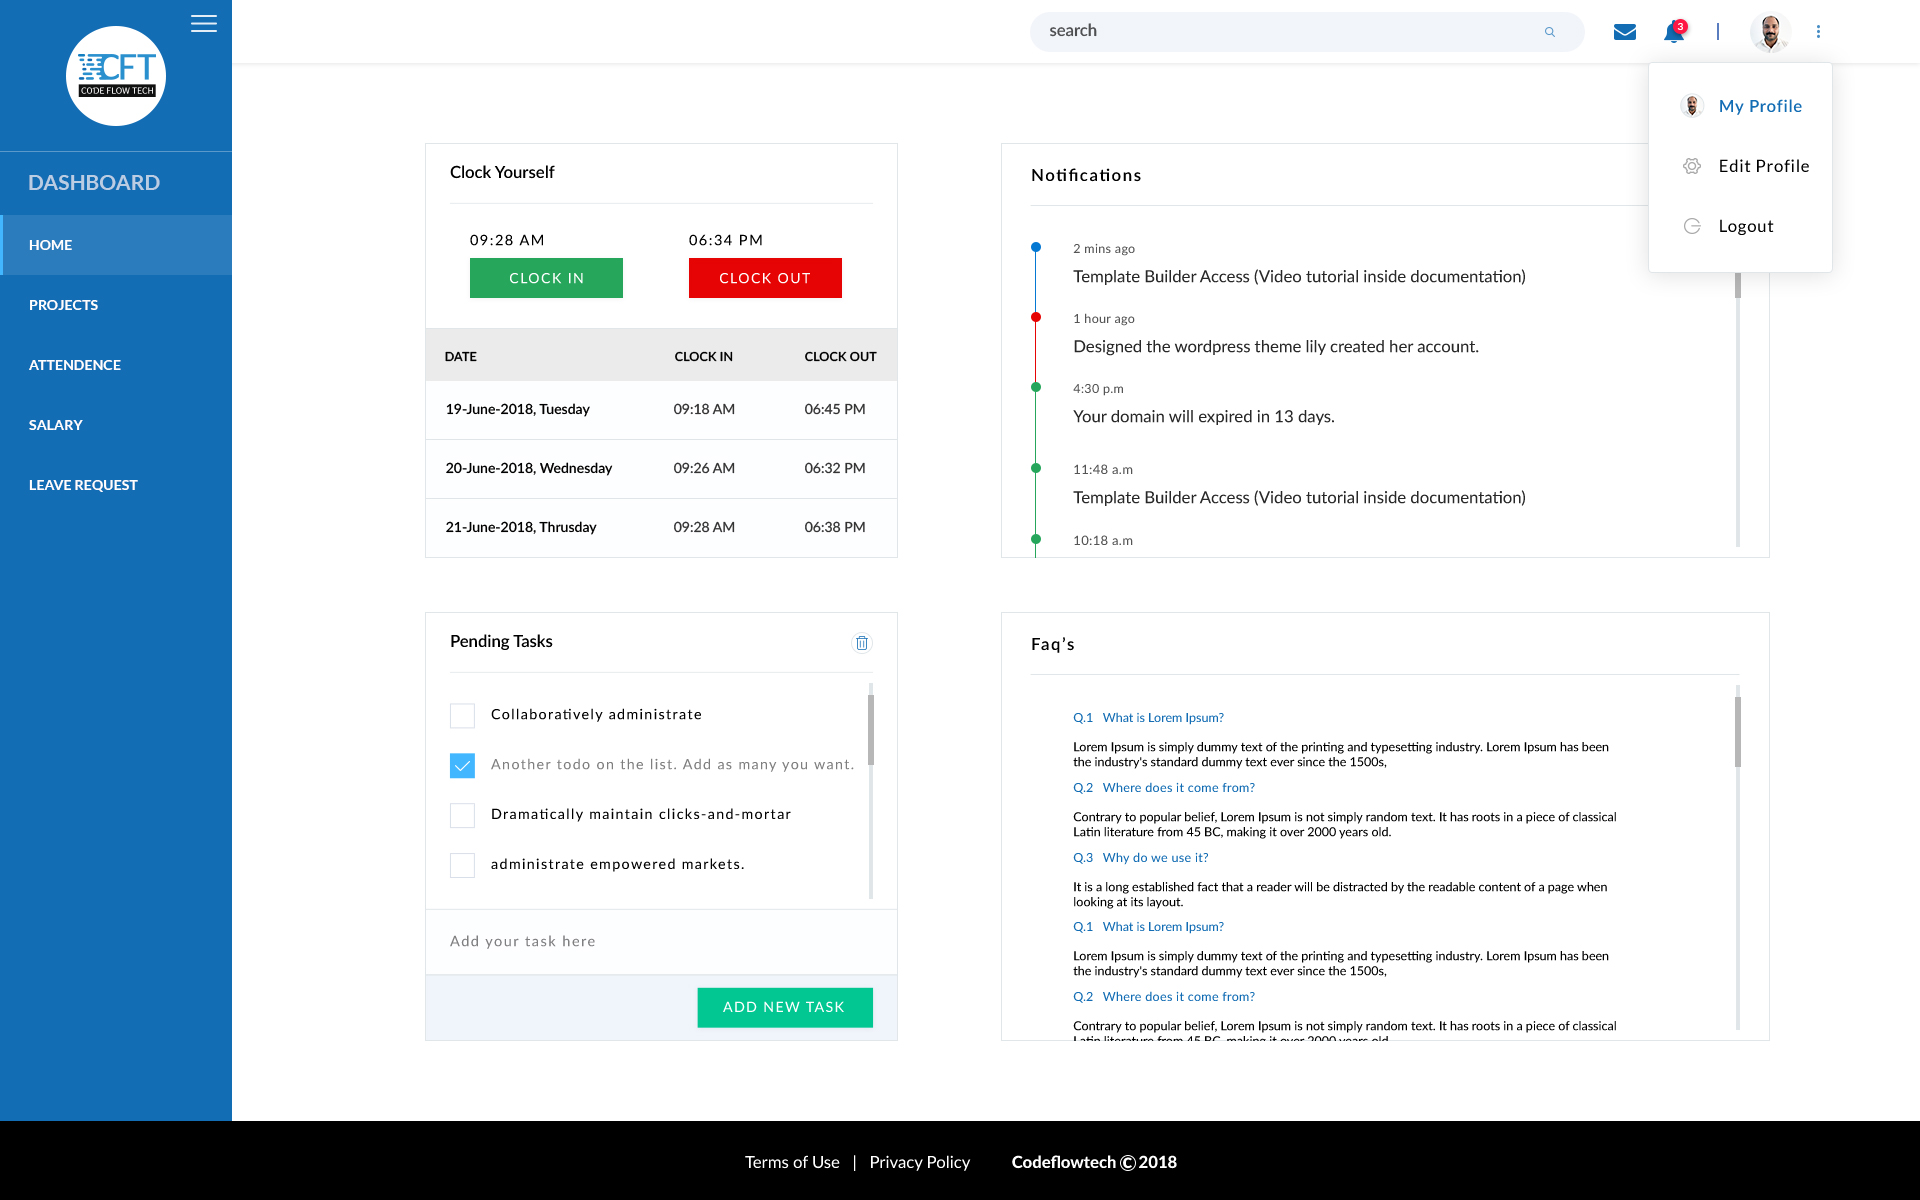 CFT
CODE FLOW TECH
search
3
My Profile
Edit Profile
Logout
DASHBOARD
HOME
PROJECTS
ATTENDENCE
SALARY
LEAVE REQUEST
Clock Yourself
09:28 AM 06:34 PM
CLOCK IN CLOCK OUT
DATE CLOCK IN CLOCK OUT
19-June-2018, Tuesday 09:18 AM 06:45 PM
20-June-2018, Wednesday 09:26 AM 06:32 PM
21-June-2018, Thrusday 09:28 AM 06:38 PM
Notifications
2 mins ago
Template Builder Access (Video tutorial inside documentation)
1 hour ago
Designed the wordpress theme lily created her account.
4:30 p.m
Your domain will expired in 13 days.
11:48 a.m
Template Builder Access (Video tutorial inside documentation)
10:18 a.m
Pending Tasks
Collaboratively administrate
Another todo on the list. Add as many you want.
Dramatically maintain clicks-and-mortar
administrate empowered markets.
Add your task here
ADD NEW TASK
Faq's
Q.1 What is Lorem Ipsum?
Lorem Ipsum is simply dummy text of the printing and typesetting industry. Lorem Ipsum has been
the industry's standard dummy text ever since the 1500s,
Q.2 Where does it come from?
Contrary to popular belief, Lorem Ipsum is not simply random text. It has roots in a piece of classical
Latin literature from 45 BC, making it over 2000 years old.
Q.3 Why do we use it?
It is a long established fact that a reader will be distracted by the readable content of a page when
looking at its layout.
Q.1 What is Lorem Ipsum?
Lorem Ipsum is simply dummy text of the printing and typesetting industry. Lorem Ipsum has been
the industry's standard dummy text ever since the 1500s,
Q.2 Where does it come from?
Contrary to popular belief, Lorem Ipsum is not simply random text. It has roots in a piece of classical
Latin literature from 45 BC, making it over 2000 years old.
Terms of Use | Privacy Policy Codeflowtech © 2018